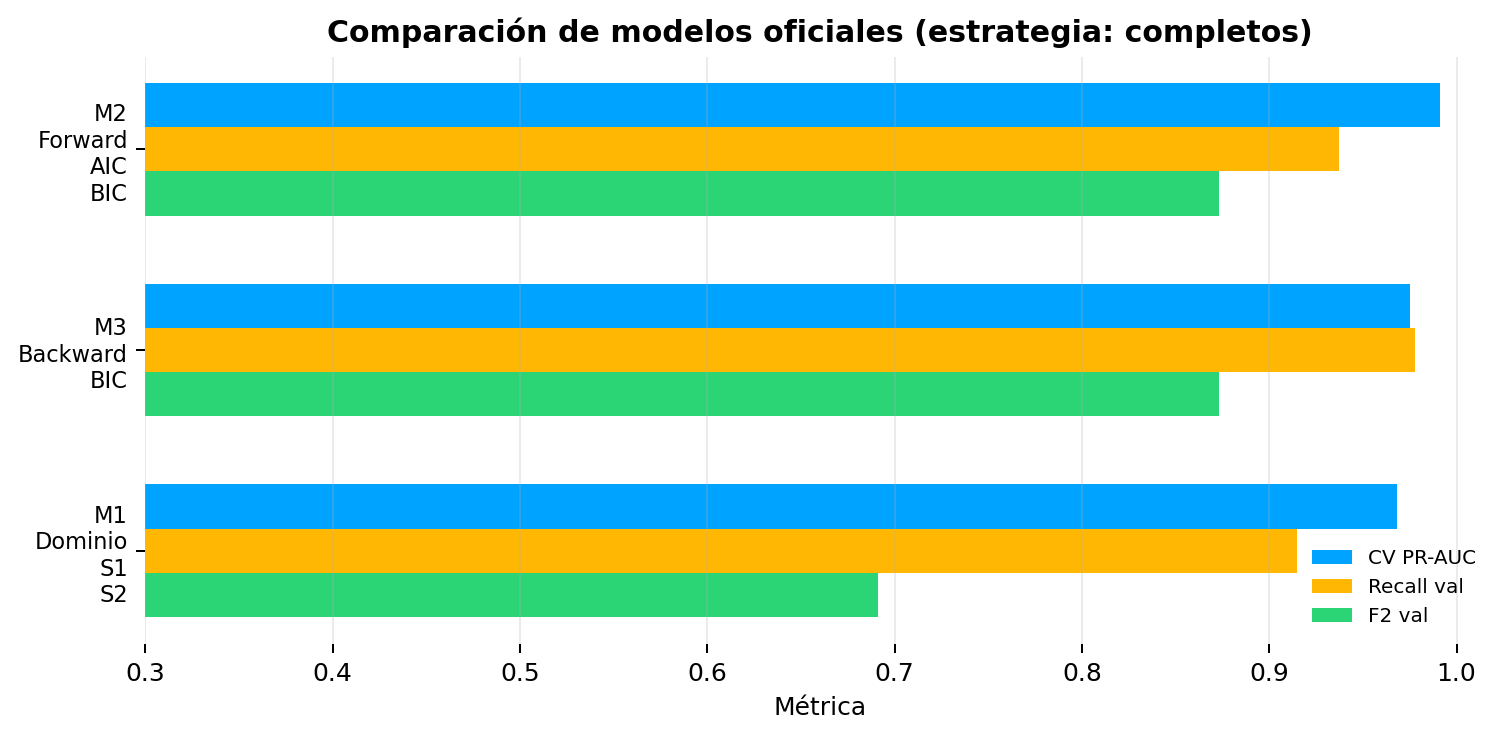 Comparación de modelos oficiales (estrategia: completos)
M2
Forward
AIC
BIC
M3
Backward
BIC
M1
Dominio
S1
S2
CV PR-AUC
Recall val
F2 val
0.3 0.4 0.5 0.6 0.7 0.8 0.9 1.0
Métrica